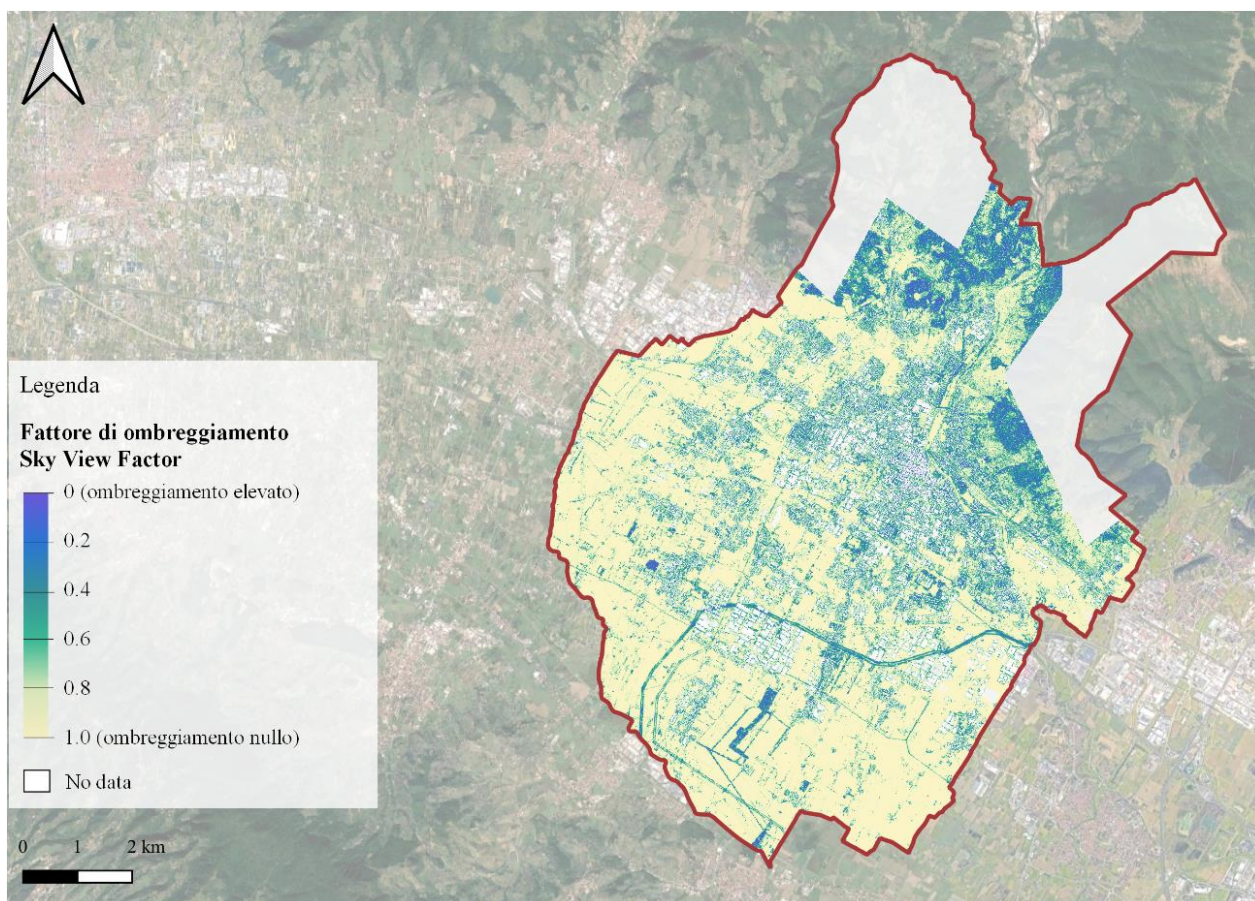 Legenda
Fattore di ombreggiamento
Sky View Factor
0 (ombreggiamento elevato)
0.2
0.4
0.6
0.8
1.0 (ombreggiamento nullo)
No data
0 1 2 km